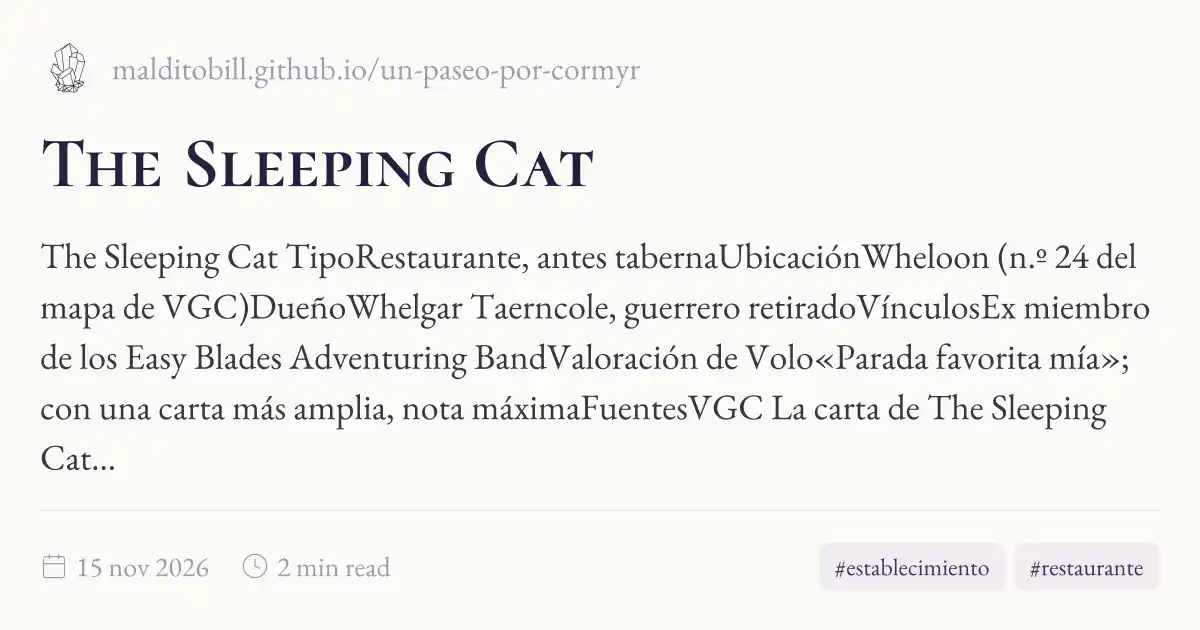 malditobill.github.io/un-paseo-por-cormyr
The Sleeping Cat
The Sleeping Cat TipoRestaurante, antes tabernaUbicaciónWheloon (n.º 24 del
mapa de VGC)DueñoWhelgar Taerncole, guerrero retiradoVínculosEx miembro
de los Easy Blades Adventuring BandValoración de Volo«Parada favorita mía»;
con una carta más amplia, nota máximaFuentesVGC La carta de The Sleeping
Cat...
15 nov 2026 2 min read #establecimiento #restaurante